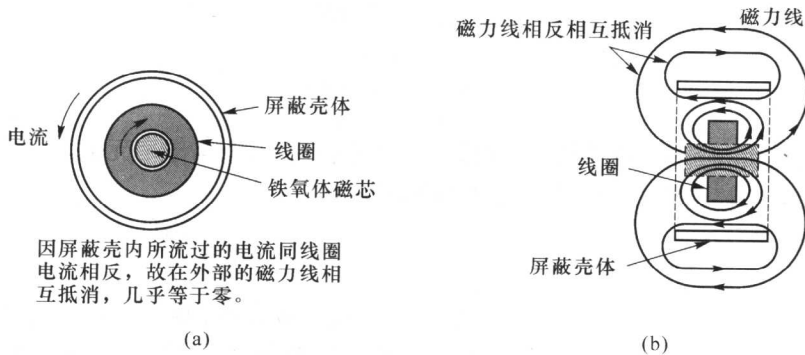 屏蔽壳体
电流
线圈
铁氧体磁芯
因屏蔽壳内所流过的电流同线圈
电流相反，故在外部的磁力线相
互抵消，几乎等于零。
(a)
磁力线相反相互抵消
磁力线
线圈
屏蔽壳体
(b)